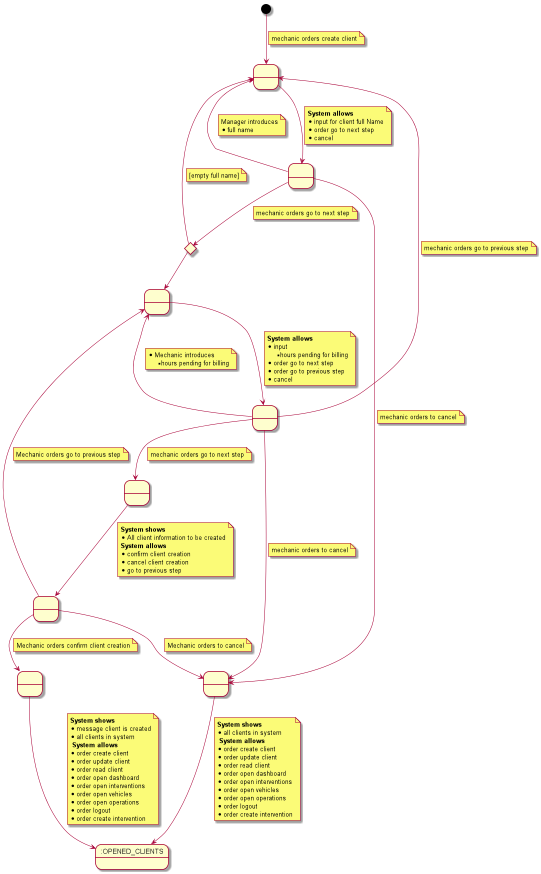 mechanic orders create client
System allows
input for client full Name
order go to next step
cancel
Manager introduces
full name
[empty full name]
mechanic orders go to next step
mechanic orders go to previous step
System allows
input
hours pending for billing
order go to next step
order go to previous step
cancel
Mechanic introduces
hours pending for billing
mechanic orders to cancel
Mechanic orders go to previous step
mechanic orders go to next step
System shows
All client information to be created
System allows
confirm client creation
cancel client creation
go to previous step
mechanic orders to cancel
Mechanic orders confirm client creation
Mechanic orders to cancel
System shows
message client is created
all clients in system
System allows
order create client
order update client
order read client
order open dashboard
order open interventions
order open vehicles
order open operations
order logout
order create intervention
System shows
all clients in system
System allows
order create client
order update client
order read client
order open dashboard
order open interventions
order open vehicles
order open operations
order logout
order create intervention
:OPENED_CLIENTS